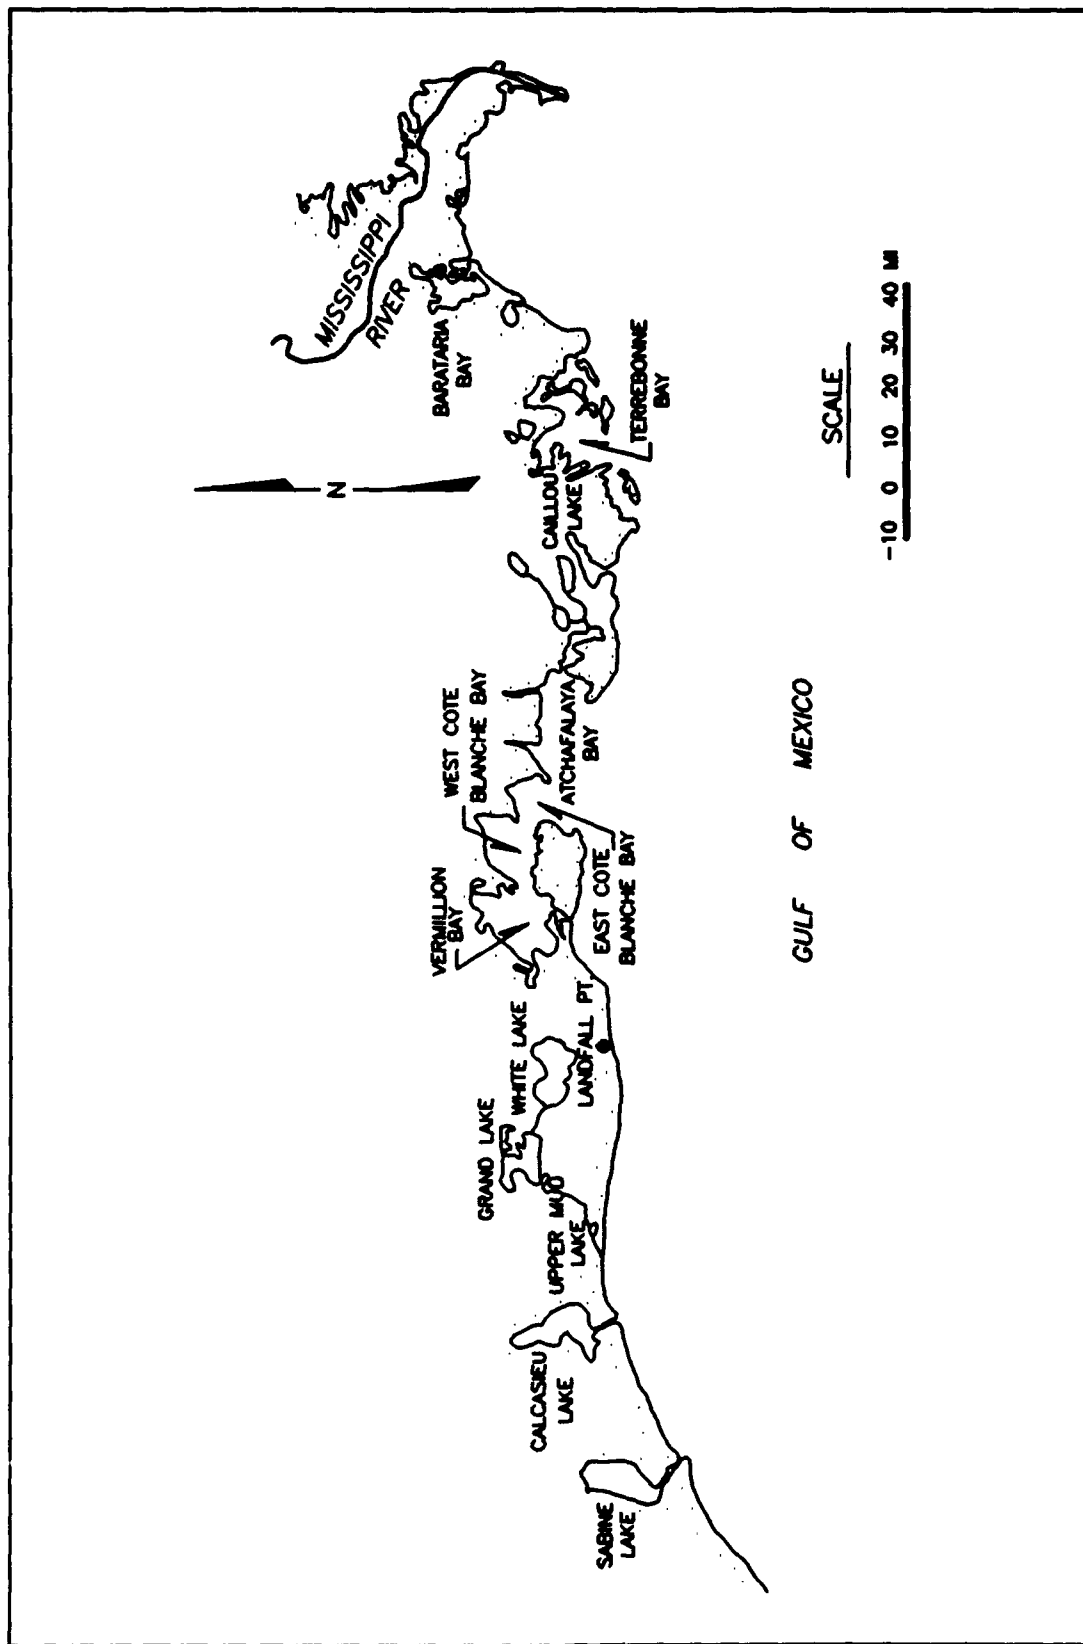 MISSISSIPPI
RIVER
BARATARIA
BAY
TERREBONNE
BAY
N
CAILLOU
LAKE
WEST COTE
BLANCHE BAY
ATCHAFALAYA
BAY
VERMILLION
BAY
EAST COTE
BLANCHE BAY
LANDFALL PT.
WHITE LAKE
GRAND LAKE
UPPER MUD
LAKE
CALCASIEU
LAKE
SABINE
LAKE
GULF OF MEXICO
SCALE
-10 0 10 20 30 40 MI